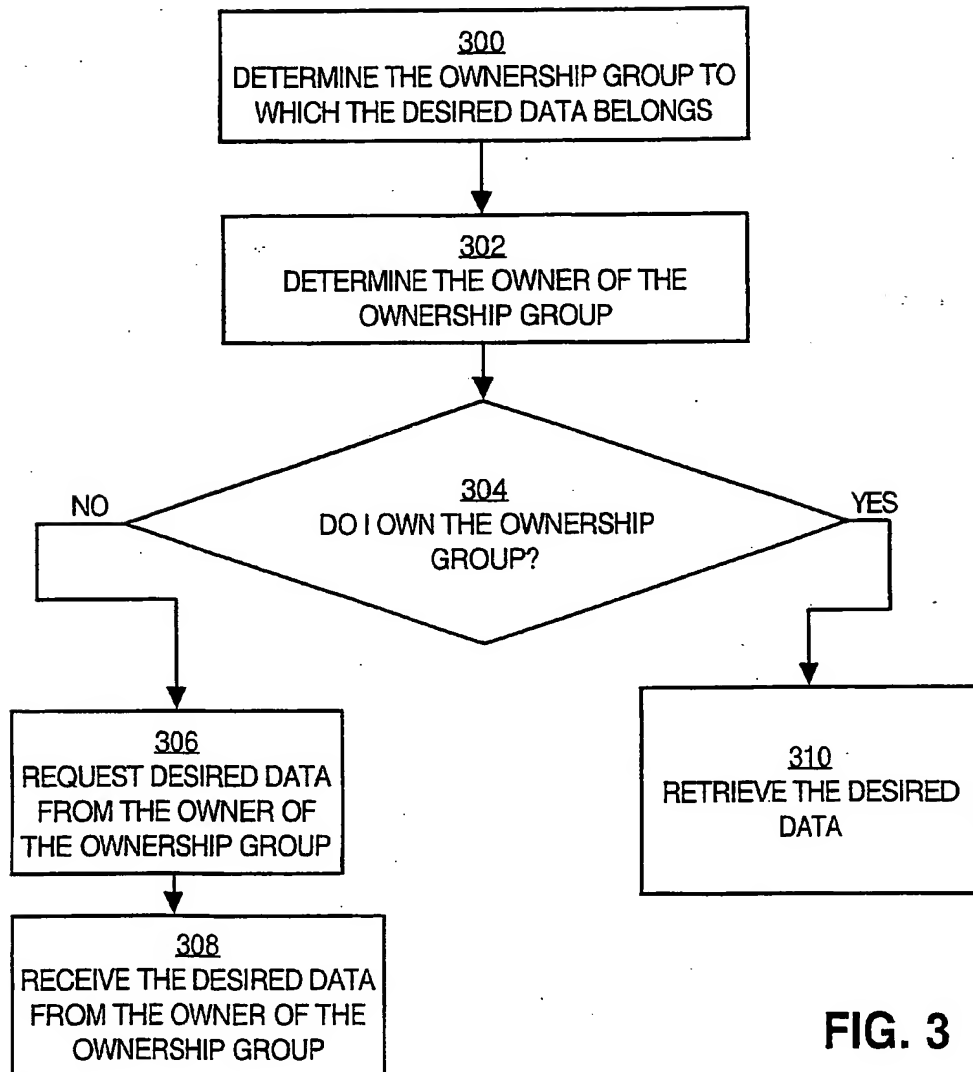 300
DETERMINE THE OWNERSHIP GROUP TO
WHICH THE DESIRED DATA BELONGS
302
DETERMINE THE OWNER OF THE
OWNERSHIP GROUP
304
DO I OWN THE OWNERSHIP
GROUP?
NO
YES
306
REQUEST DESIRED DATA
FROM THE OWNER OF
THE OWNERSHIP GROUP
310
RETRIEVE THE DESIRED
DATA
308
RECEIVE THE DESIRED DATA
FROM THE OWNER OF THE
OWNERSHIP GROUP
FIG. 3